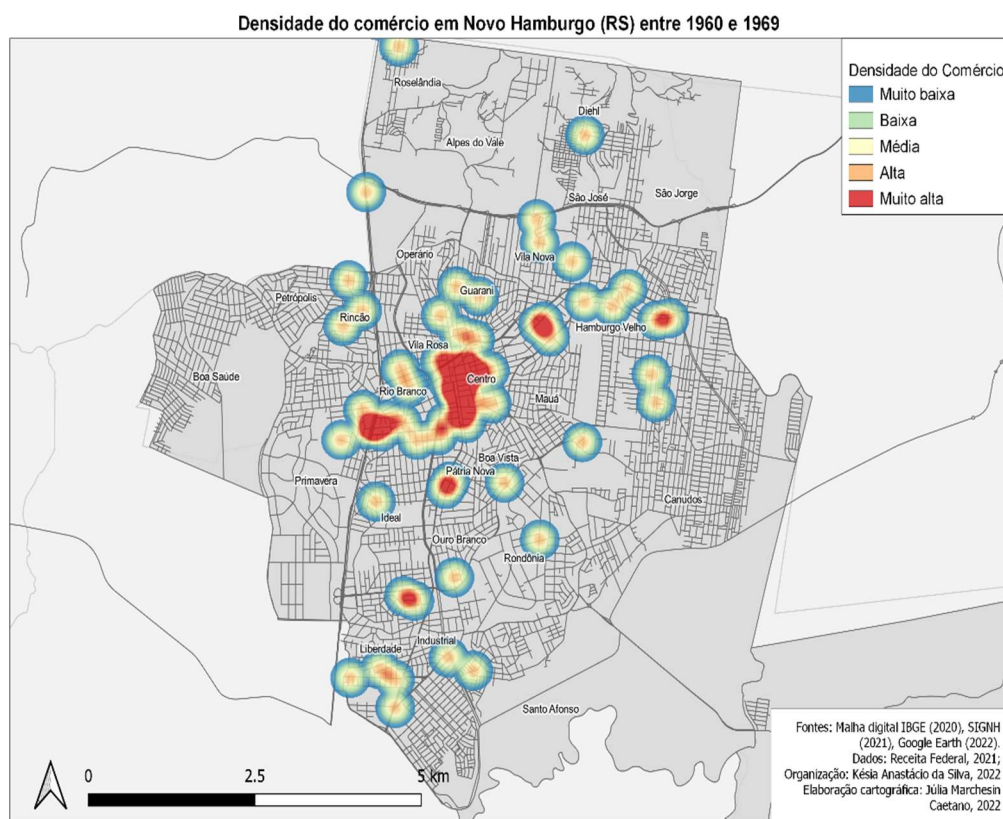 Densidade do comércio em Novo Hamburgo (RS) entre 1960 e 1969
Densidade do Comércio
Muito baixa
Baixa
Média
Alta
Muito alta
Roselândia
Diehl
Alpes do Vale
São José
São Jorge
Operário
Vila Nova
Petrópolis
Guarani
Rincão
Hamburgo Velho
Vila Rosa
Boa Saúde
Centro
Rio Branco
Mauá
Boa Vista
Pátria Nova
Primavera
Canudos
Ideal
Ouro Branco
Rondônia
Industrial
Liberdade
Santo Afonso
0 2.5 5 km
Fontes: Malha digital IBGE (2020), SIGNH
(2021), Google Earth (2022).
Dados: Receita Federal, 2021;
Organização: Késia Anastácio da Silva, 2022
Elaboração cartográfica: Júlia Marchesin
Caetano, 2022